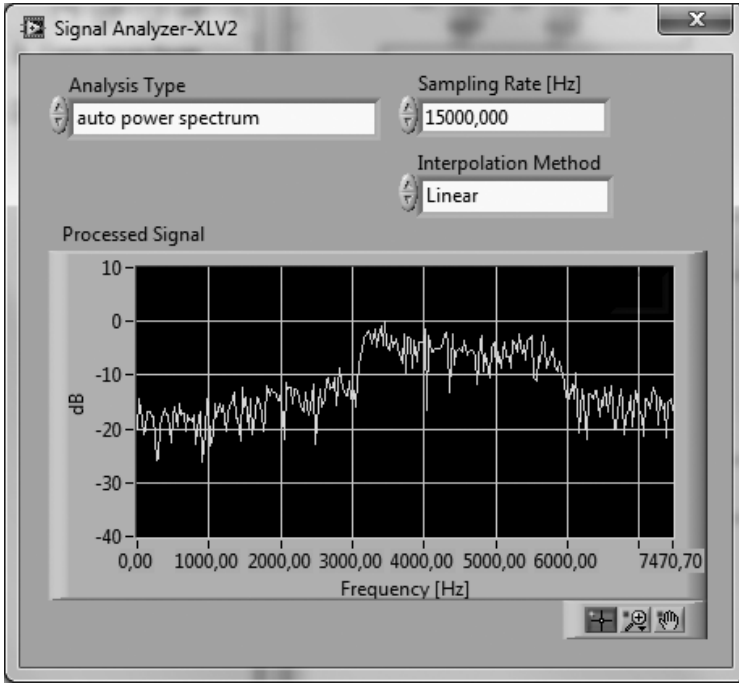 Signal Analyzer-XLV2
x
Analysis Type
auto power spectrum
Sampling Rate [Hz]
15000,000
Interpolation Method
Linear
Processed Signal
10
0
-10
-20
-30
-40
dB
0,00 1000,00 2000,00 3000,00 4000,00 5000,00 6000,00 7470,70
Frequency [Hz]